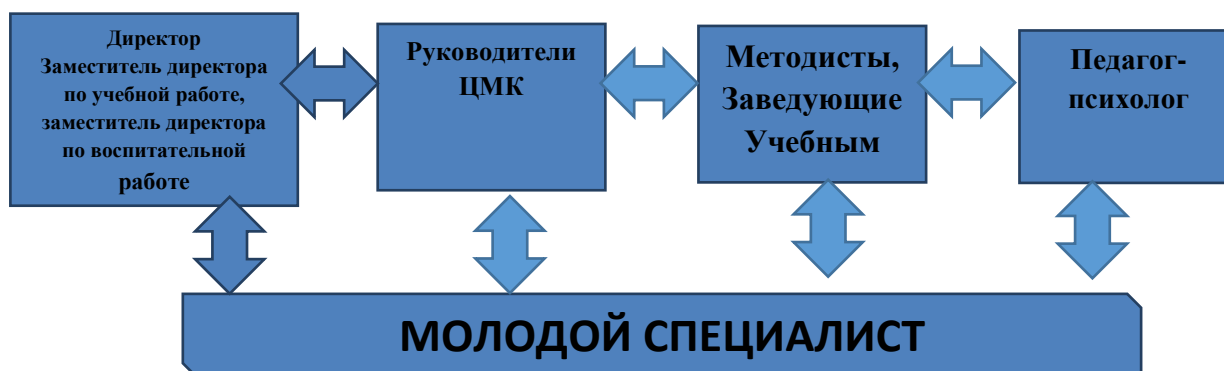 Директор
Заместитель директора
по учебной работе,
заместитель директора
по воспитательной
работе
Руководители
ЦМК
Методисты,
Заведующие
Учебным
Педагог-
психолог
МОЛОДОЙ СПЕЦИАЛИСТ